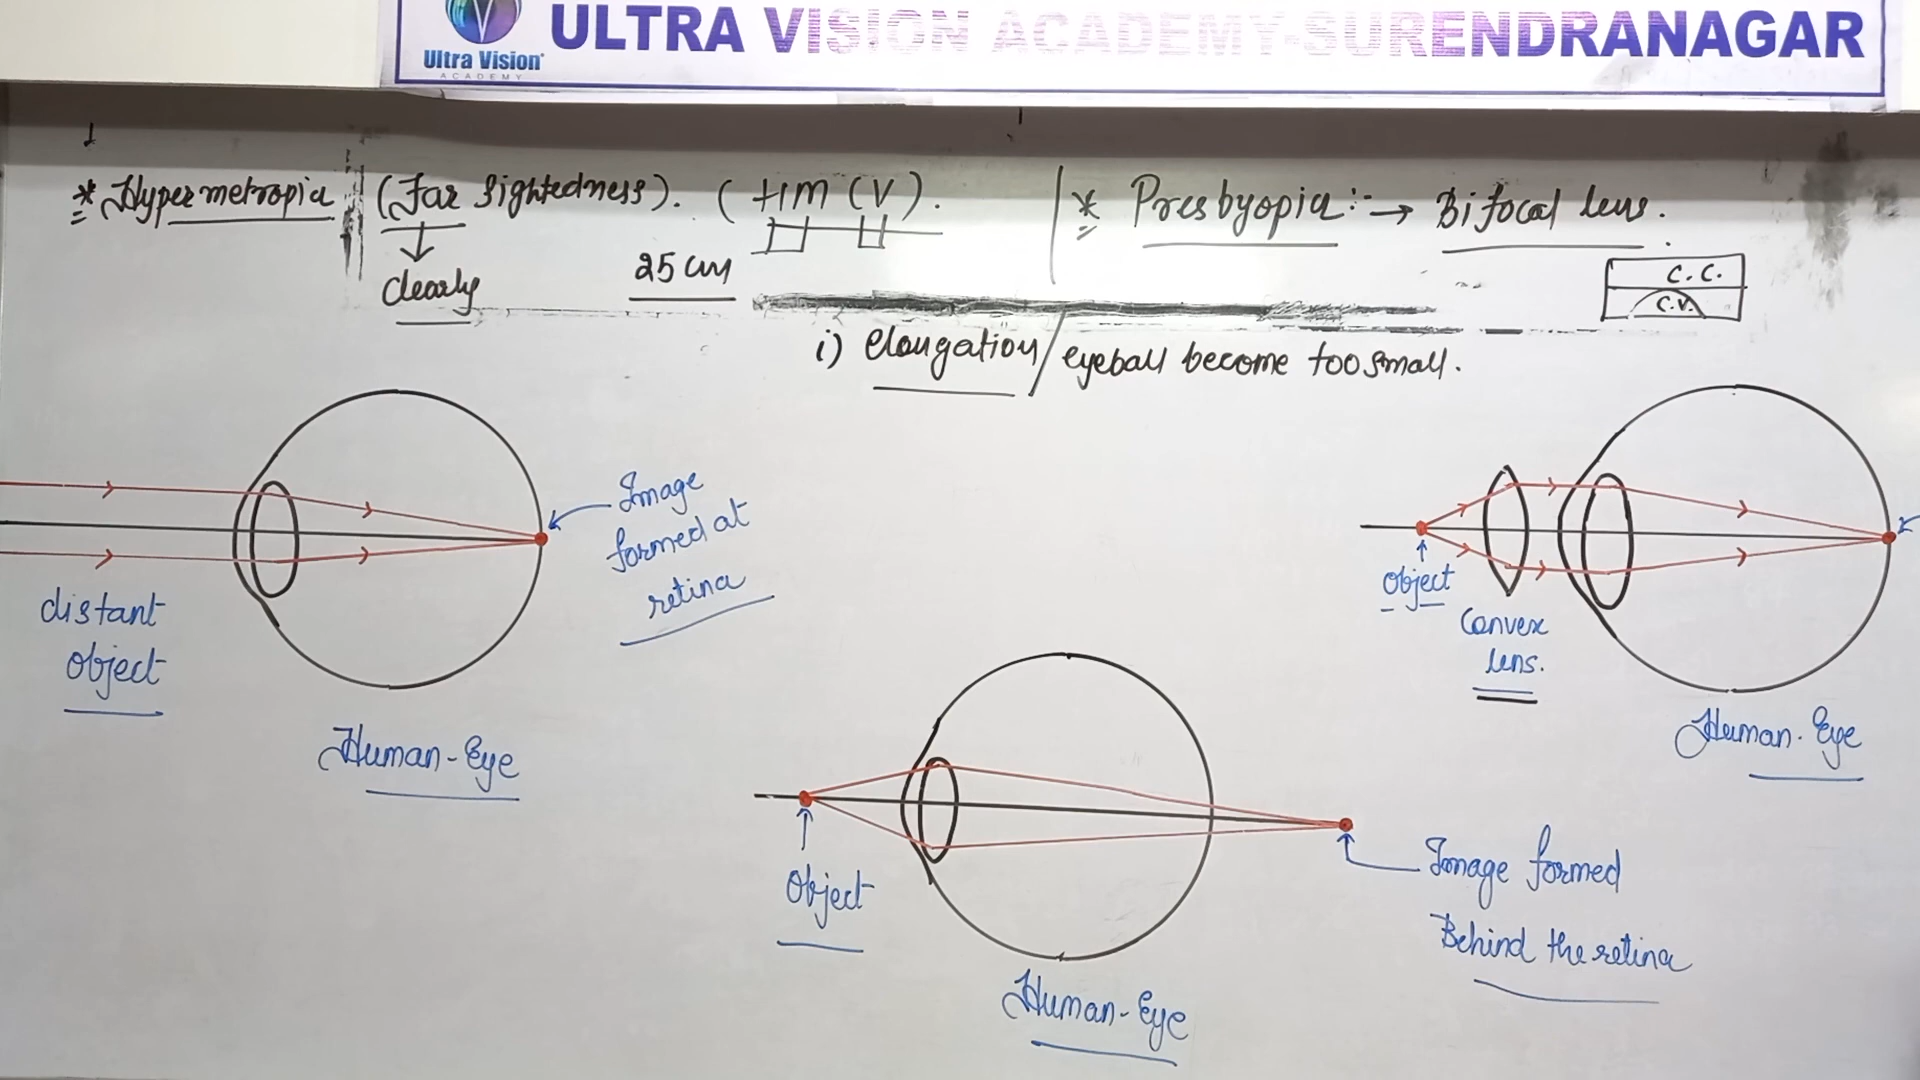 Ultra Vision
ACADEMY
ULTRA VISION ACADEMY-SURENDRANAGAR
* Hypermetropia (Far sightedness). (HM (V).
clearly
25 cm
* Presbyopia :- → Bifocal lens.
C.C.
C.V.
i) elongation / eyeball become too small.
Image
formed at
retina
distant
object
Human-Eye
Object
Convex
lens.
Human-Eye
Object
Image formed
Behind the retina
Human-Eye